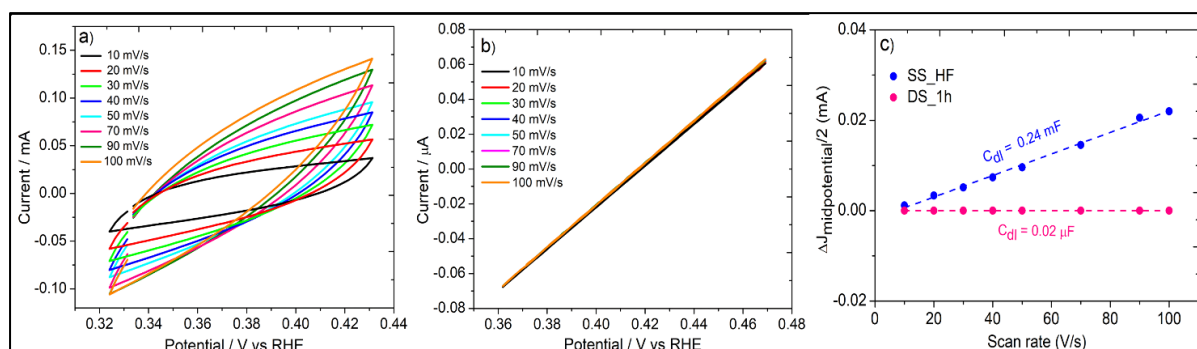 a)
10 mV/s
20 mV/s
30 mV/s
40 mV/s
50 mV/s
70 mV/s
90 mV/s
100 mV/s
Current / mA
0.15
0.10
0.05
0.00
-0.05
-0.10
0.32 0.34 0.36 0.38 0.40 0.42 0.44
Potential / V vs RHE
b)
10 mV/s
20 mV/s
30 mV/s
40 mV/s
50 mV/s
70 mV/s
90 mV/s
100 mV/s
Current / μA
0.06
0.04
0.02
0.00
-0.02
-0.04
-0.06
-0.08
0.36 0.38 0.40 0.42 0.44 0.46 0.48
Potential / V vs RHE
c)
SS_HF
DS_1h
Cdl = 0.24 mF
Cdl = 0.02 μF
ΔJmidpotential/2 (mA)
0.04
0.02
0.00
-0.02
0 20 40 60 80 100
Scan rate (V/s)